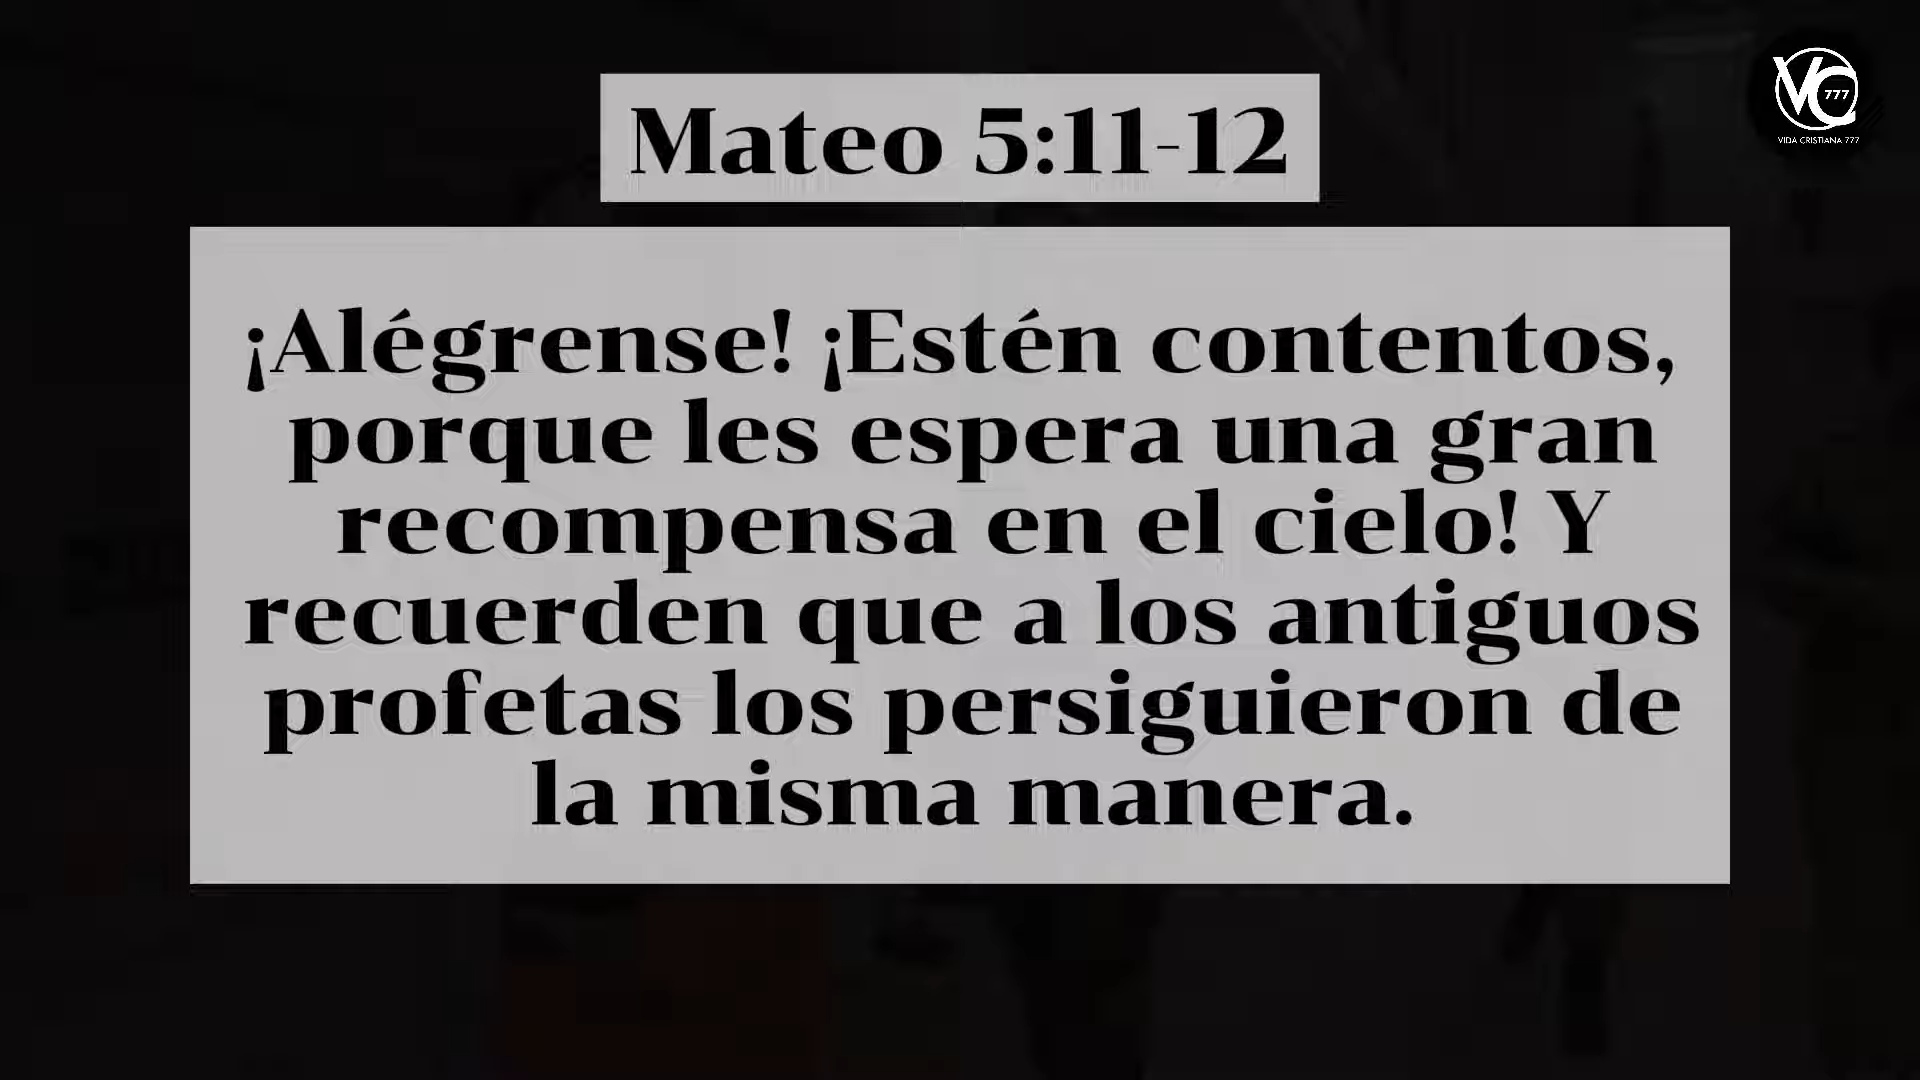 Mateo 5:11-12
VC
777
VIDA CRISTIANA 777
¡Alégrense! ¡Estén contentos,
porque les espera una gran
recompensa en el cielo! Y
recuerden que a los antiguos
profetas los persiguieron de
la misma manera.